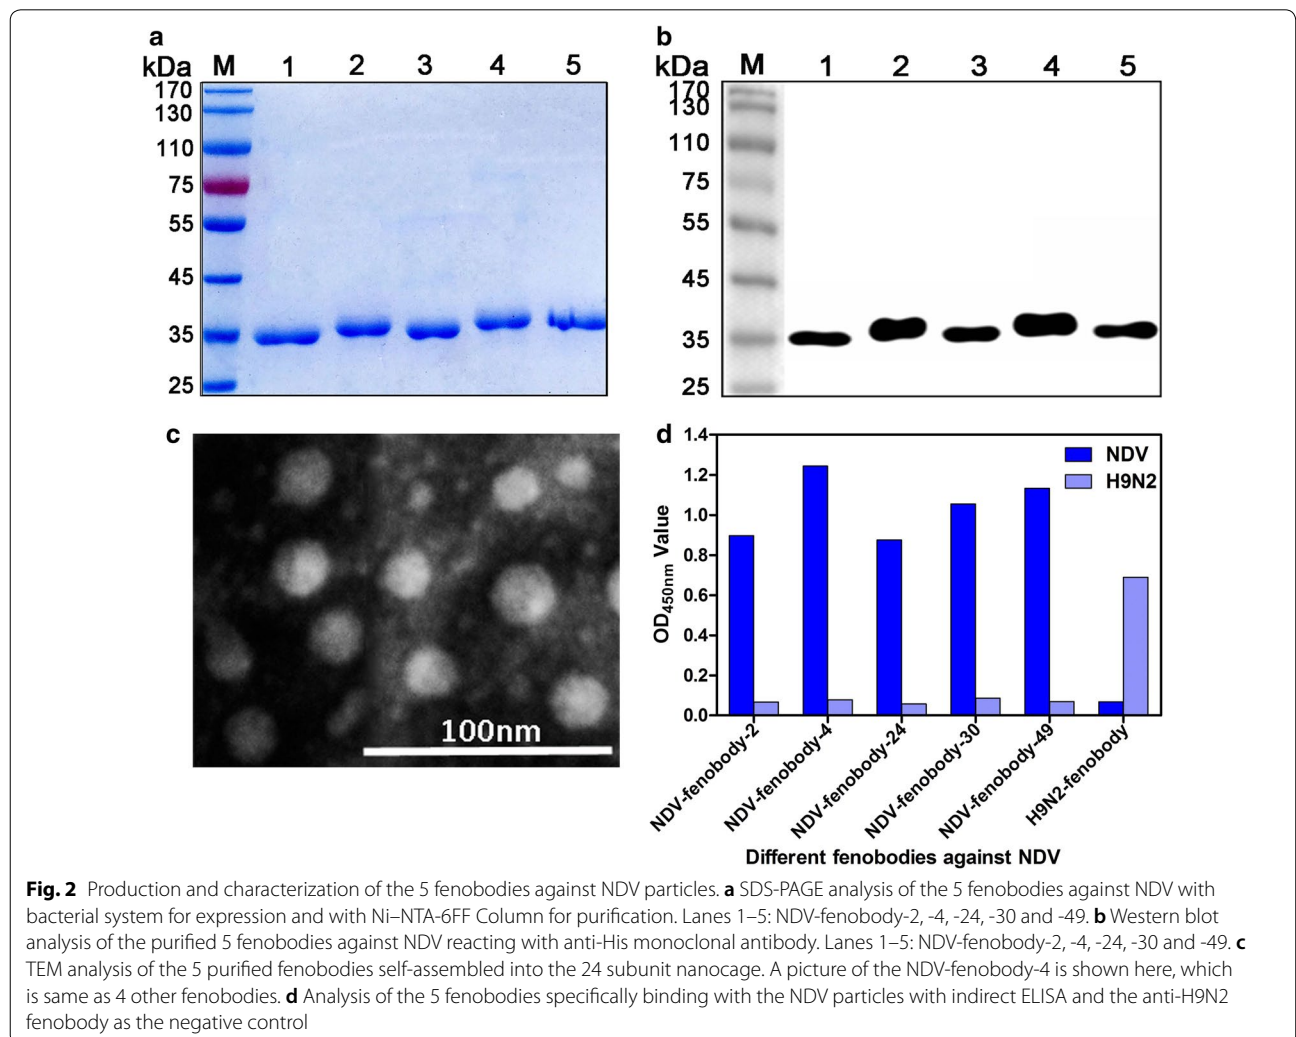 a
kDa M 1 2 3 4 5
170
130
110
75
55
45
35
25
b
kDa M 1 2 3 4 5
170
130
110
75
55
45
35
25
c
100nm
d
OD450nm Value
1.4
1.2
1.0
0.8
0.6
0.4
0.2
0.0
NDV
H9N2
NDV-fenobody-2
NDV-fenobody-4
NDV-fenobody-24
NDV-fenobody-30
NDV-fenobody-49
H9N2-fenobody
Different fenobodies against NDV
Fig. 2 Production and characterization of the 5 fenobodies against NDV particles. a SDS-PAGE analysis of the 5 fenobodies against NDV with
bacterial system for expression and with Ni–NTA-6FF Column for purification. Lanes 1–5: NDV-fenobody-2, -4, -24, -30 and -49. b Western blot
analysis of the purified 5 fenobodies against NDV reacting with anti-His monoclonal antibody. Lanes 1–5: NDV-fenobody-2, -4, -24, -30 and -49. c
TEM analysis of the 5 purified fenobodies self-assembled into the 24 subunit nanocage. A picture of the NDV-fenobody-4 is shown here, which
is same as 4 other fenobodies. d Analysis of the 5 fenobodies specifically binding with the NDV particles with indirect ELISA and the anti-H9N2
fenobody as the negative control